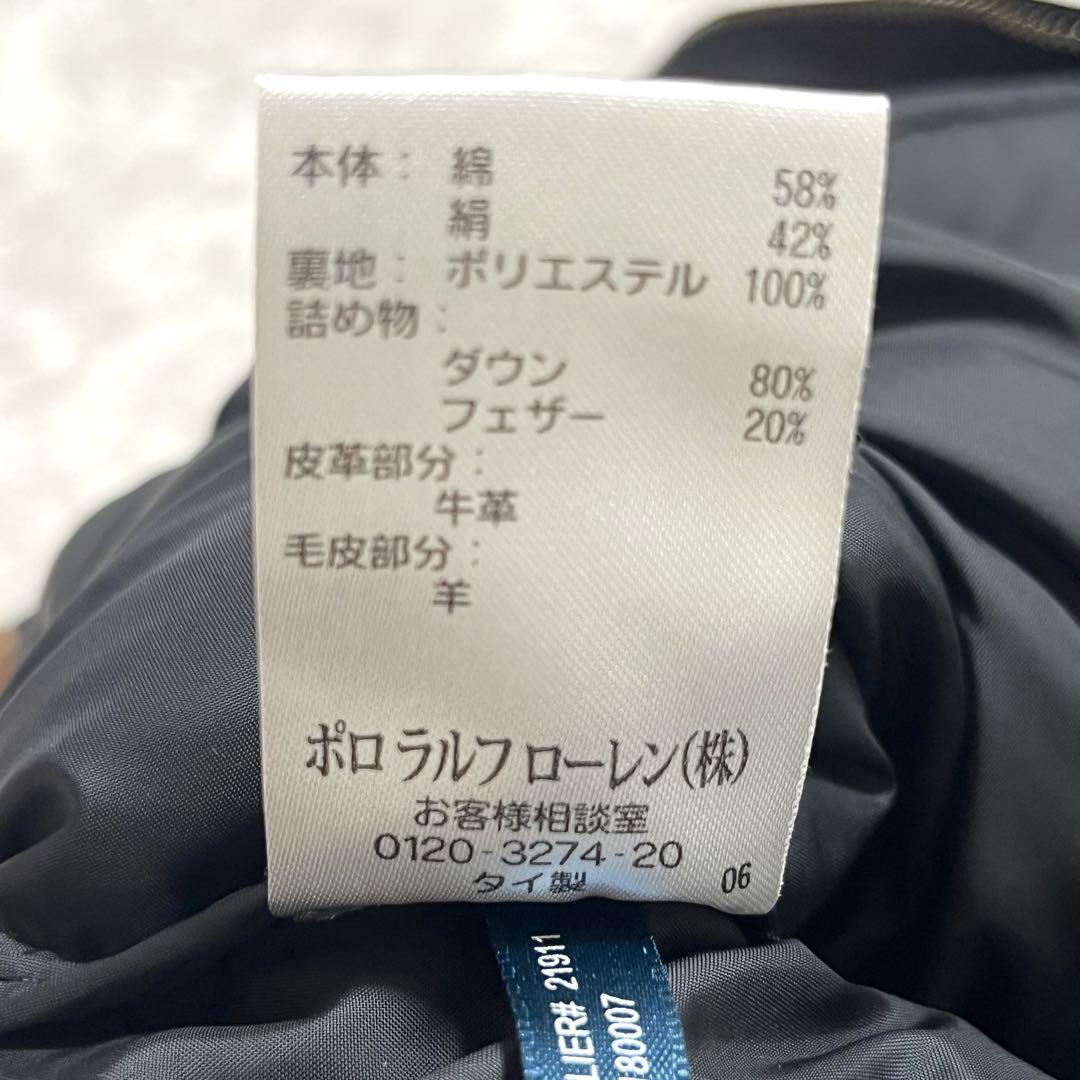 本体： 綿 58%
絹 42%
裏地： ポリエステル 100%
詰め物：
ダウン 80%
フェザー 20%
皮革部分：
牛革
毛皮部分：
羊
ポロ ラルフ ローレン(株)
お客様相談室
0120-3274-20
タイ製 06
LIER# 21911
180007